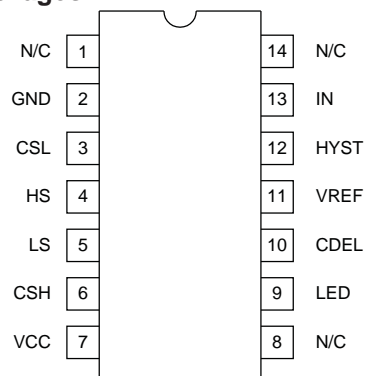 N/C 1 14 N/C
GND 2 13 IN
CSL 3 12 HYST
HS 4 11 VREF
LS 5 10 CDEL
CSH 6 9 LED
VCC 7 8 N/C